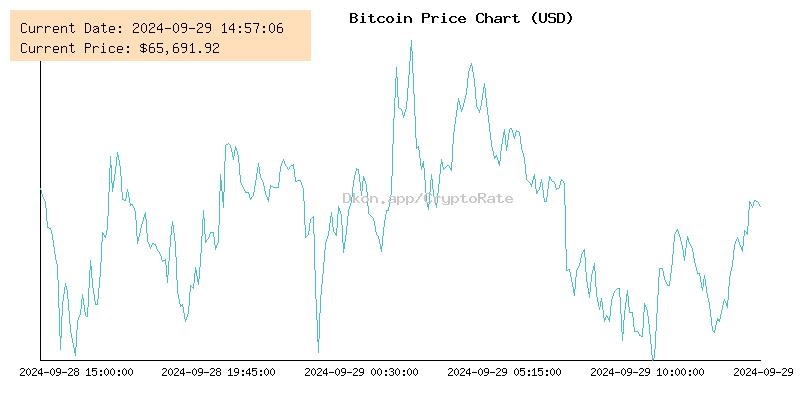 Bitcoin Price Chart (USD)
Current Date: 2024-09-29 14:57:06
Current Price: $65,691.92
Dkon.app/CryptoRate
2024-09-28 15:00:00 2024-09-28 19:45:00 2024-09-29 00:30:00 2024-09-29 05:15:00 2024-09-29 10:00:00 2024-09-29